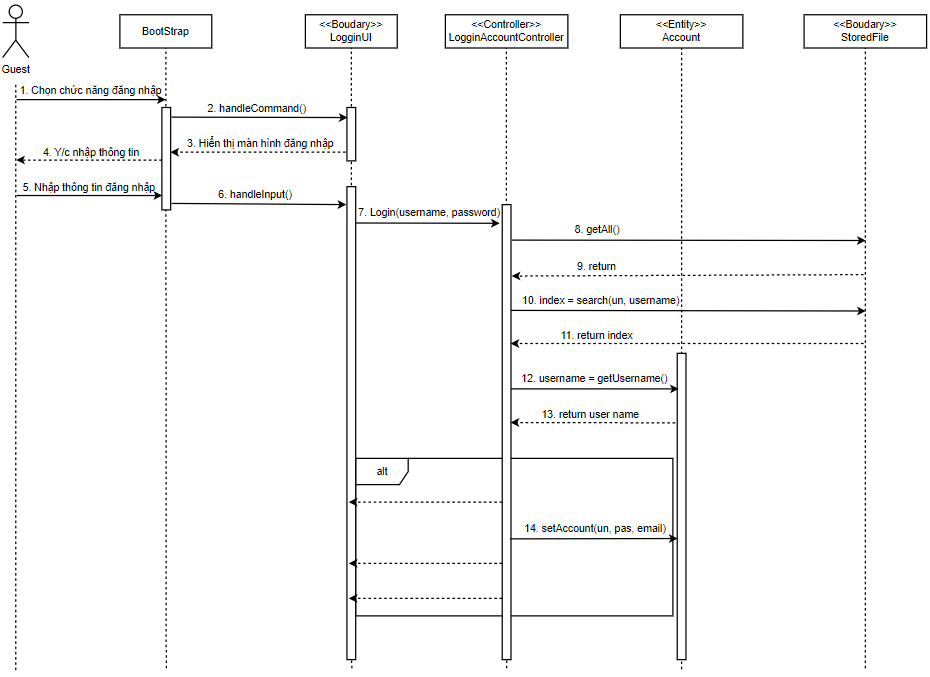 BootStrap
<<Boudary>>
LogginUI
<<Controller>>
LogginAccountController
<<Entity>>
Account
<<Boudary>>
StoredFile
Guest
1. Chọn chức năng đăng nhập
2. handleCommand()
3. Hiển thị màn hình đăng nhập
4. Y/c nhập thông tin
5. Nhập thông tin đăng nhập
6. handleInput()
7. Login(username, password)
8. getAll()
9. return
10. index = search(un, username)
11. return index
12. username = getUsername()
13. return user name
alt
14. setAccount(un, pas, email)